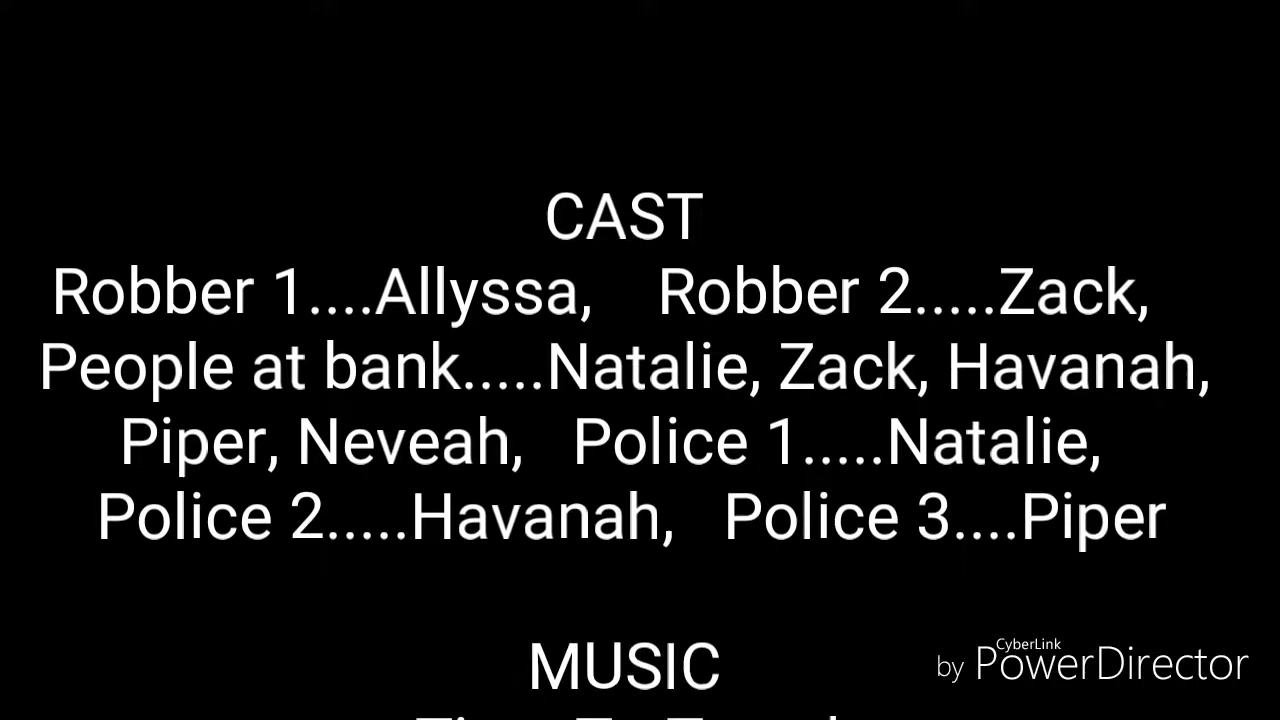 CAST
Robber 1....Allyssa,    Robber 2.....Zack,
People at bank.....Natalie, Zack, Havanah,
Piper, Neveah,   Police 1.....Natalie,
Police 2.....Havanah,   Police 3....Piper
MUSIC
CyberLink
by PowerDirector